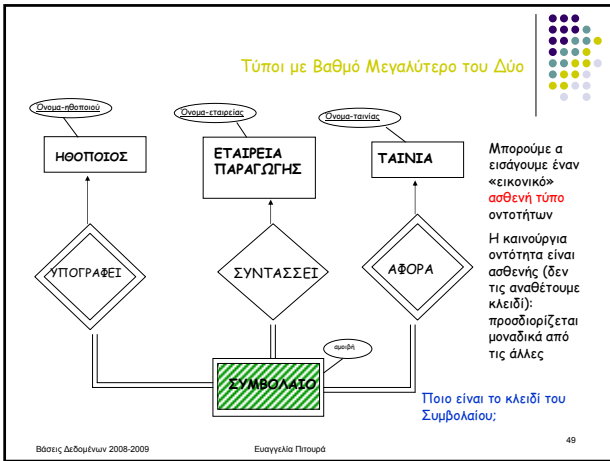 Τύποι με Βαθμό Μεγαλύτερο του Δύο
Όνομα-ηθοποιού
Όνομα-εταιρείας
Όνομα-ταινίας
ΗΘΟΠΟΙΟΣ
ΕΤΑΙΡΕΙΑ
ΠΑΡΑΓΩΓΗΣ
ΤΑΙΝΙΑ
ΥΠΟΓΡΑΦΕΙ
ΣΥΝΤΑΣΣΕΙ
ΑΦΟΡΑ
αμοιβή
ΣΥΜΒΟΛΑΙΟ
Μπορούμε α
εισάγουμε έναν
«εικονικό»
ασθενή τύπο
οντοτήτων
Η καινούργια
οντότητα είναι
ασθενής (δεν
τις αναθέτουμε
κλειδί):
προσδιορίζεται
μοναδικά από
τις άλλες
Ποιο είναι το κλειδί του
Συμβολαίου;
Βάσεις Δεδομένων 2008-2009
Ευαγγελία Πιτουρά
49